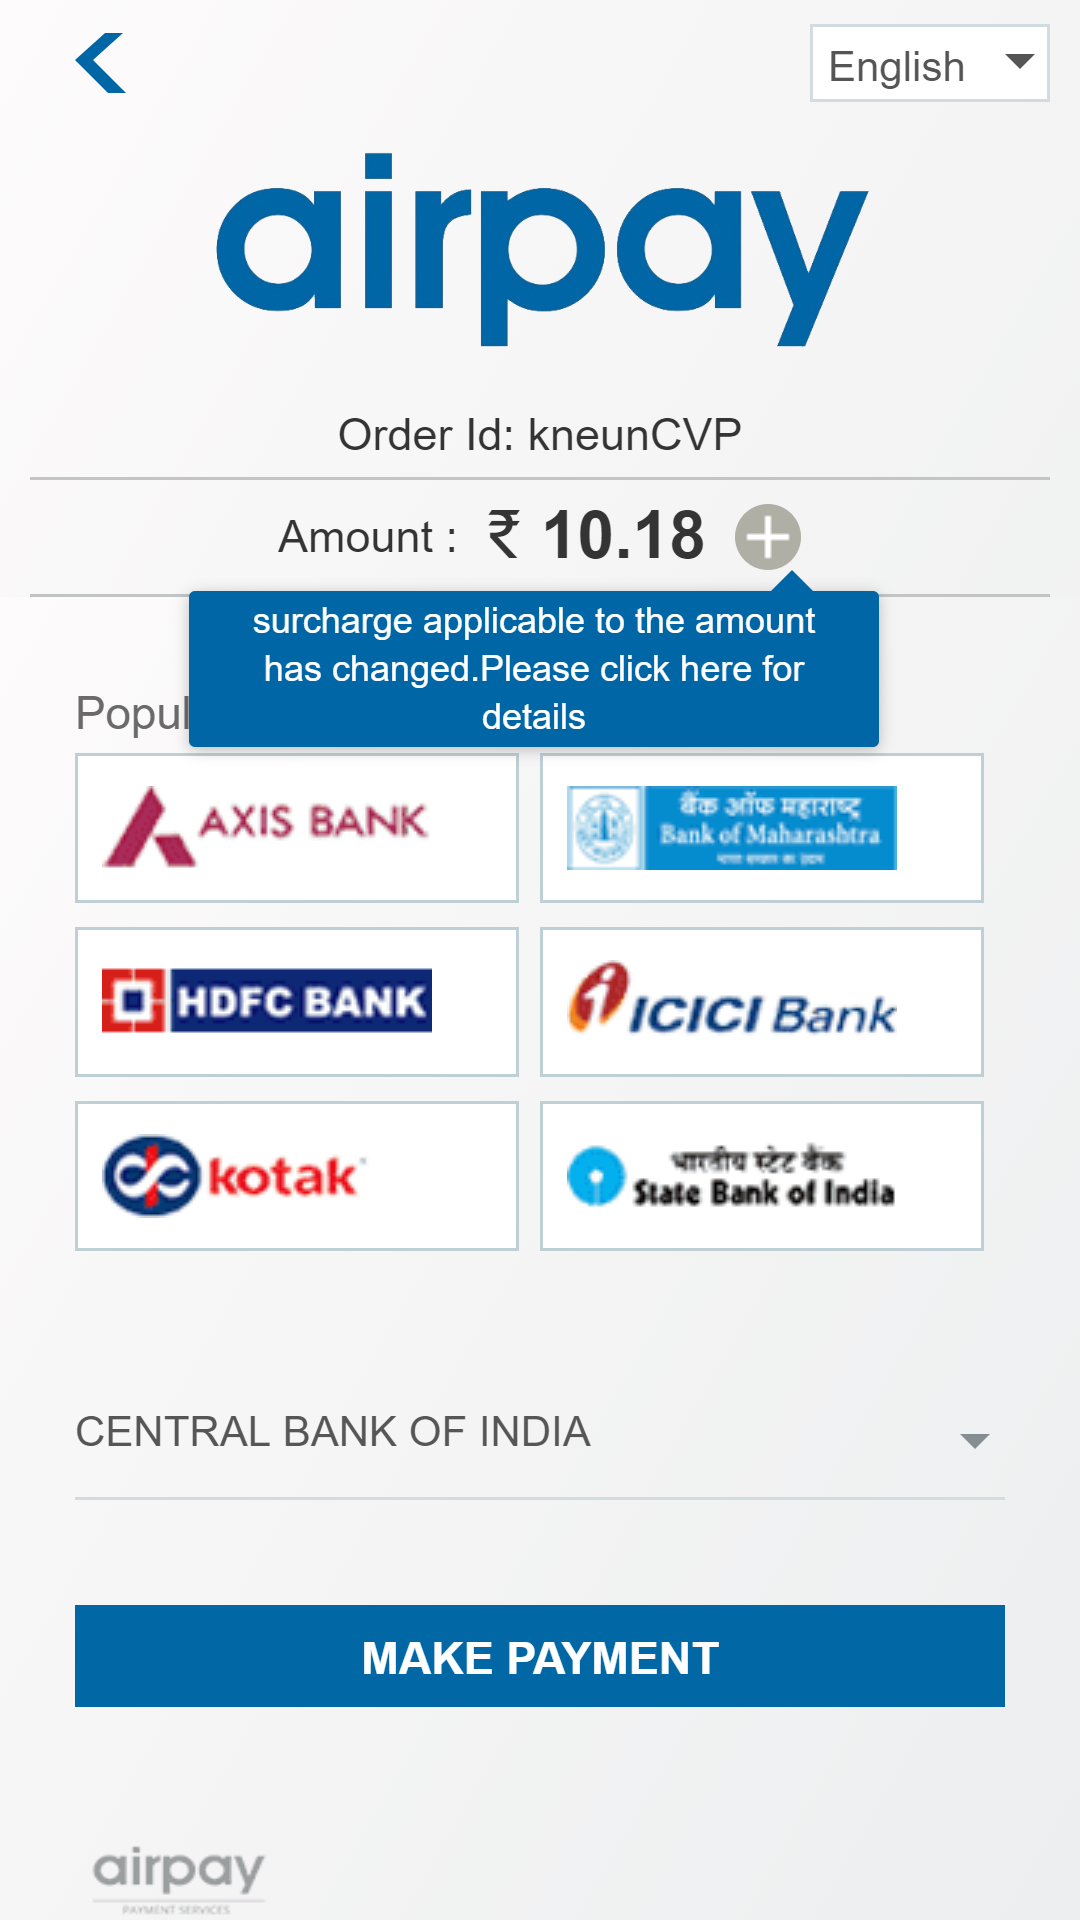 English
airpay
Order Id: kneunCVP
Amount : ₹ 10.18
surcharge applicable to the amount
has changed.Please click here for
details
Popul
AXIS BANK
बैंक ऑफ महाराष्ट्र
Bank of Maharashtra
HDFC BANK
ICICI Bank
kotak
भारतीय स्टेट बैंक
State Bank of India
CENTRAL BANK OF INDIA
MAKE PAYMENT
airpay
PAYMENT SERVICES